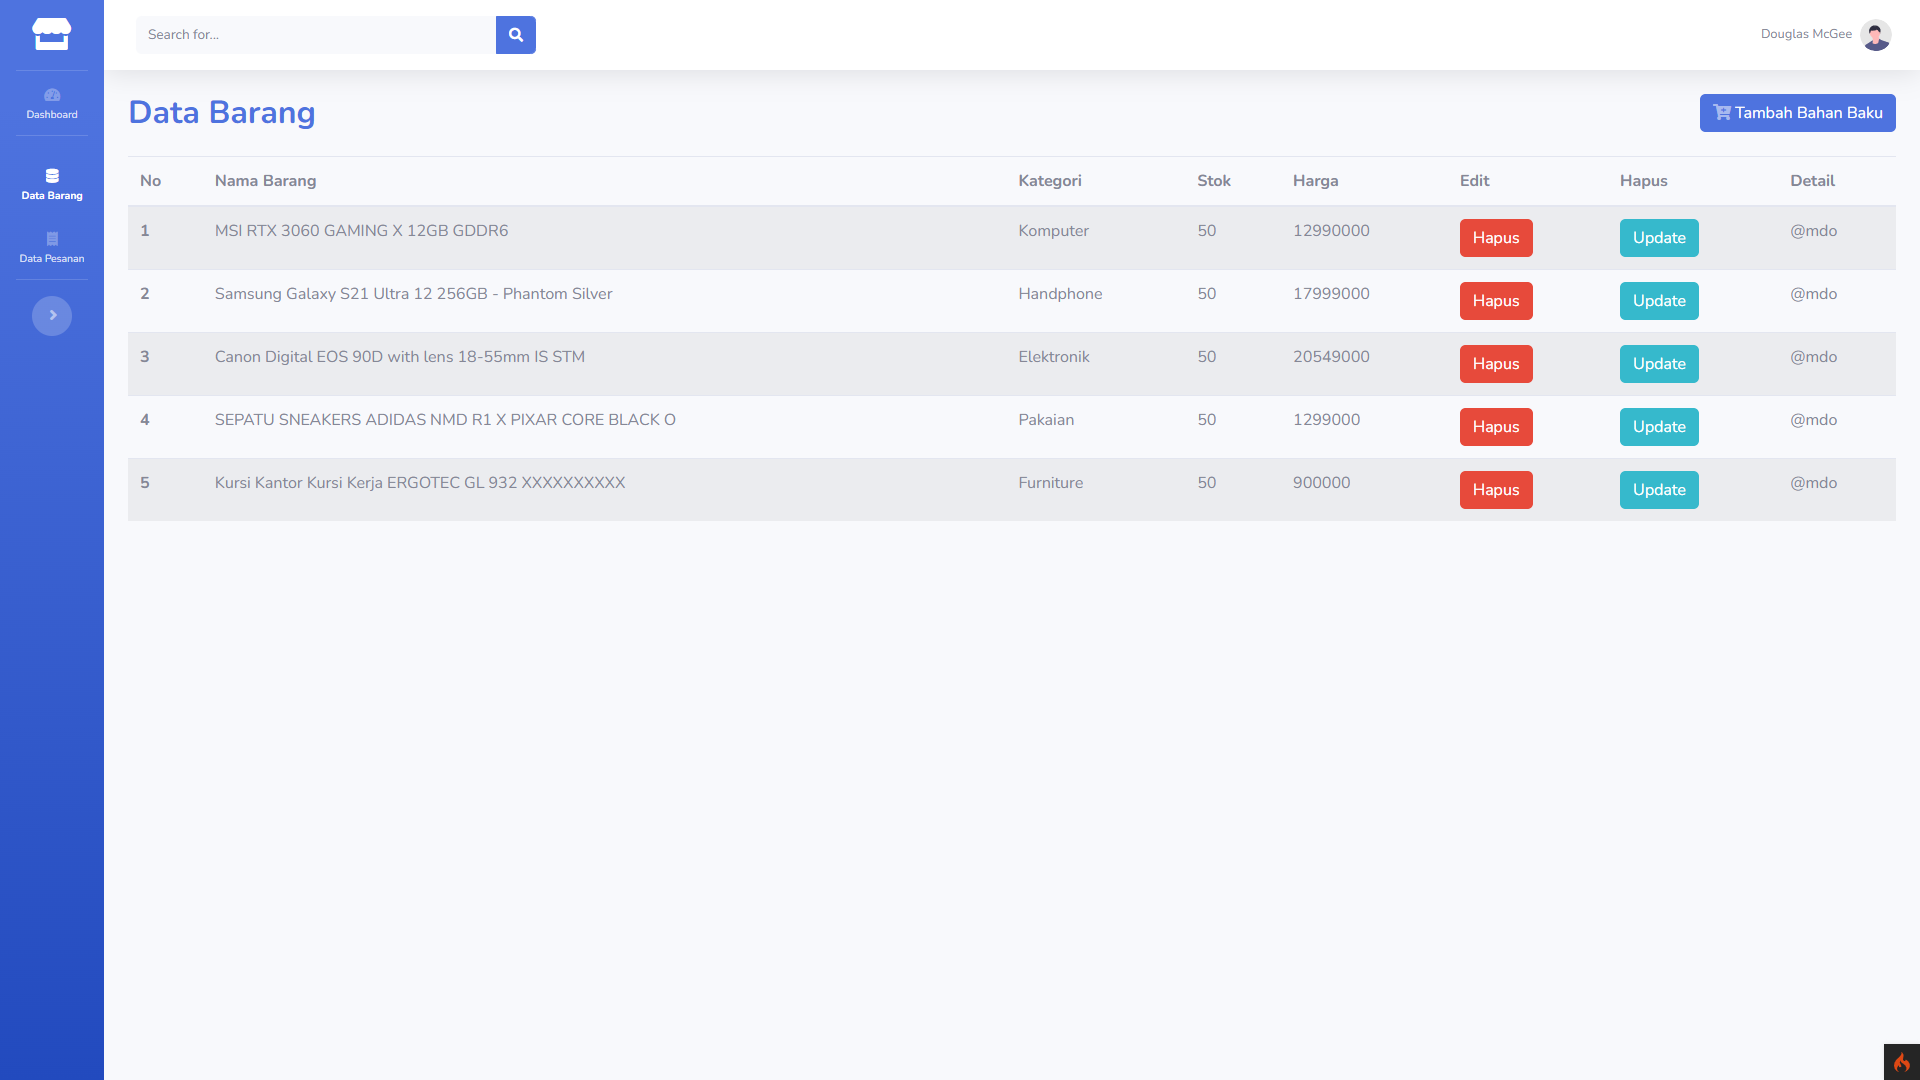 Search for...
Douglas McGee
Dashboard
Data Barang
Data Pesanan
Data Barang
Tambah Bahan Baku
No Nama Barang Kategori Stok Harga Edit Hapus Detail
1 MSI RTX 3060 GAMING X 12GB GDDR6 Komputer 50 12990000 Hapus Update @mdo
2 Samsung Galaxy S21 Ultra 12 256GB - Phantom Silver Handphone 50 17999000 Hapus Update @mdo
3 Canon Digital EOS 90D with lens 18-55mm IS STM Elektronik 50 20549000 Hapus Update @mdo
4 SEPATU SNEAKERS ADIDAS NMD R1 X PIXAR CORE BLACK O Pakaian 50 1299000 Hapus Update @mdo
5 Kursi Kantor Kursi Kerja ERGOTEC GL 932 XXXXXXXXXX Furniture 50 900000 Hapus Update @mdo